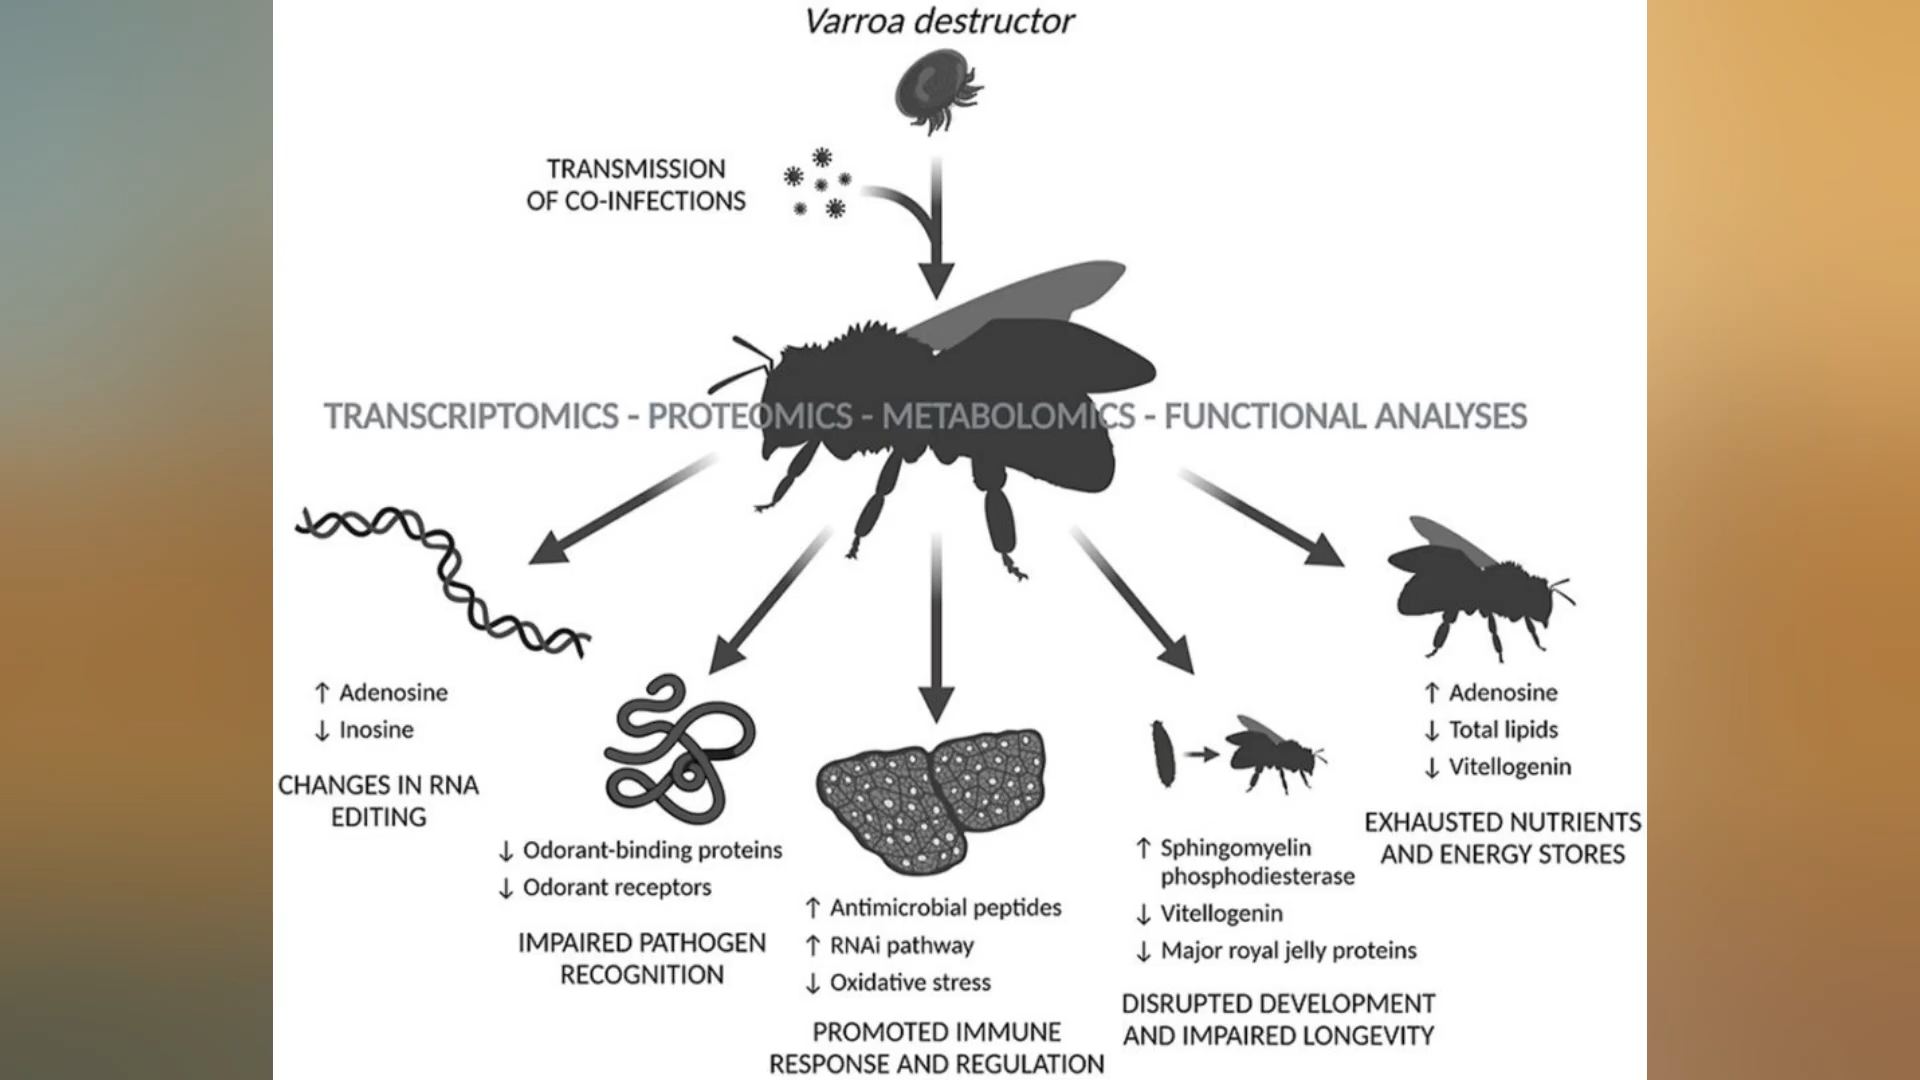 Varroa destructor
TRANSMISSION
OF CO-INFECTIONS
TRANSCRIPTOMICS - PROTEOMICS - METABOLOMICS - FUNCTIONAL ANALYSES
↑ Adenosine
↓ Inosine
CHANGES IN RNA
EDITING
↓ Odorant-binding proteins
↓ Odorant receptors
IMPAIRED PATHOGEN
RECOGNITION
↑ Antimicrobial peptides
↑ RNAi pathway
↓ Oxidative stress
PROMOTED IMMUNE
RESPONSE AND REGULATION
↑ Sphingomyelin
phosphodiesterase
↓ Vitellogenin
↓ Major royal jelly proteins
DISRUPTED DEVELOPMENT
AND IMPAIRED LONGEVITY
↑ Adenosine
↓ Total lipids
↓ Vitellogenin
EXHAUSTED NUTRIENTS
AND ENERGY STORES